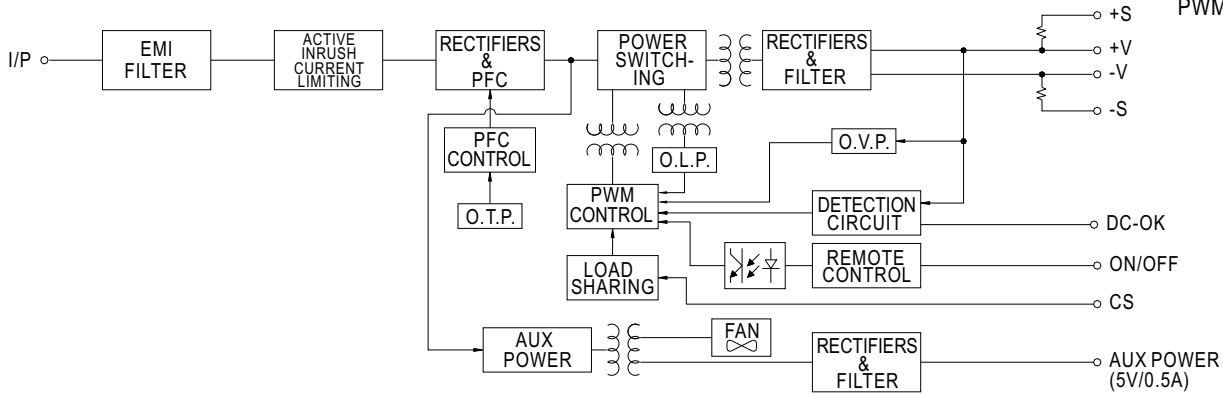 +S
PWM
I/P
EMI
FILTER
ACTIVE
INRUSH
CURRENT
LIMITING
RECTIFIERS
&
PFC
POWER
SWITCH-
ING
RECTIFIERS
&
FILTER
+V
-V
-S
PFC
CONTROL
O.L.P.
O.V.P.
O.T.P.
PWM
CONTROL
DETECTION
CIRCUIT
DC-OK
LOAD
SHARING
REMOTE
CONTROL
ON/OFF
CS
AUX
POWER
FAN
RECTIFIERS
&
FILTER
AUX POWER
(5V/0.5A)